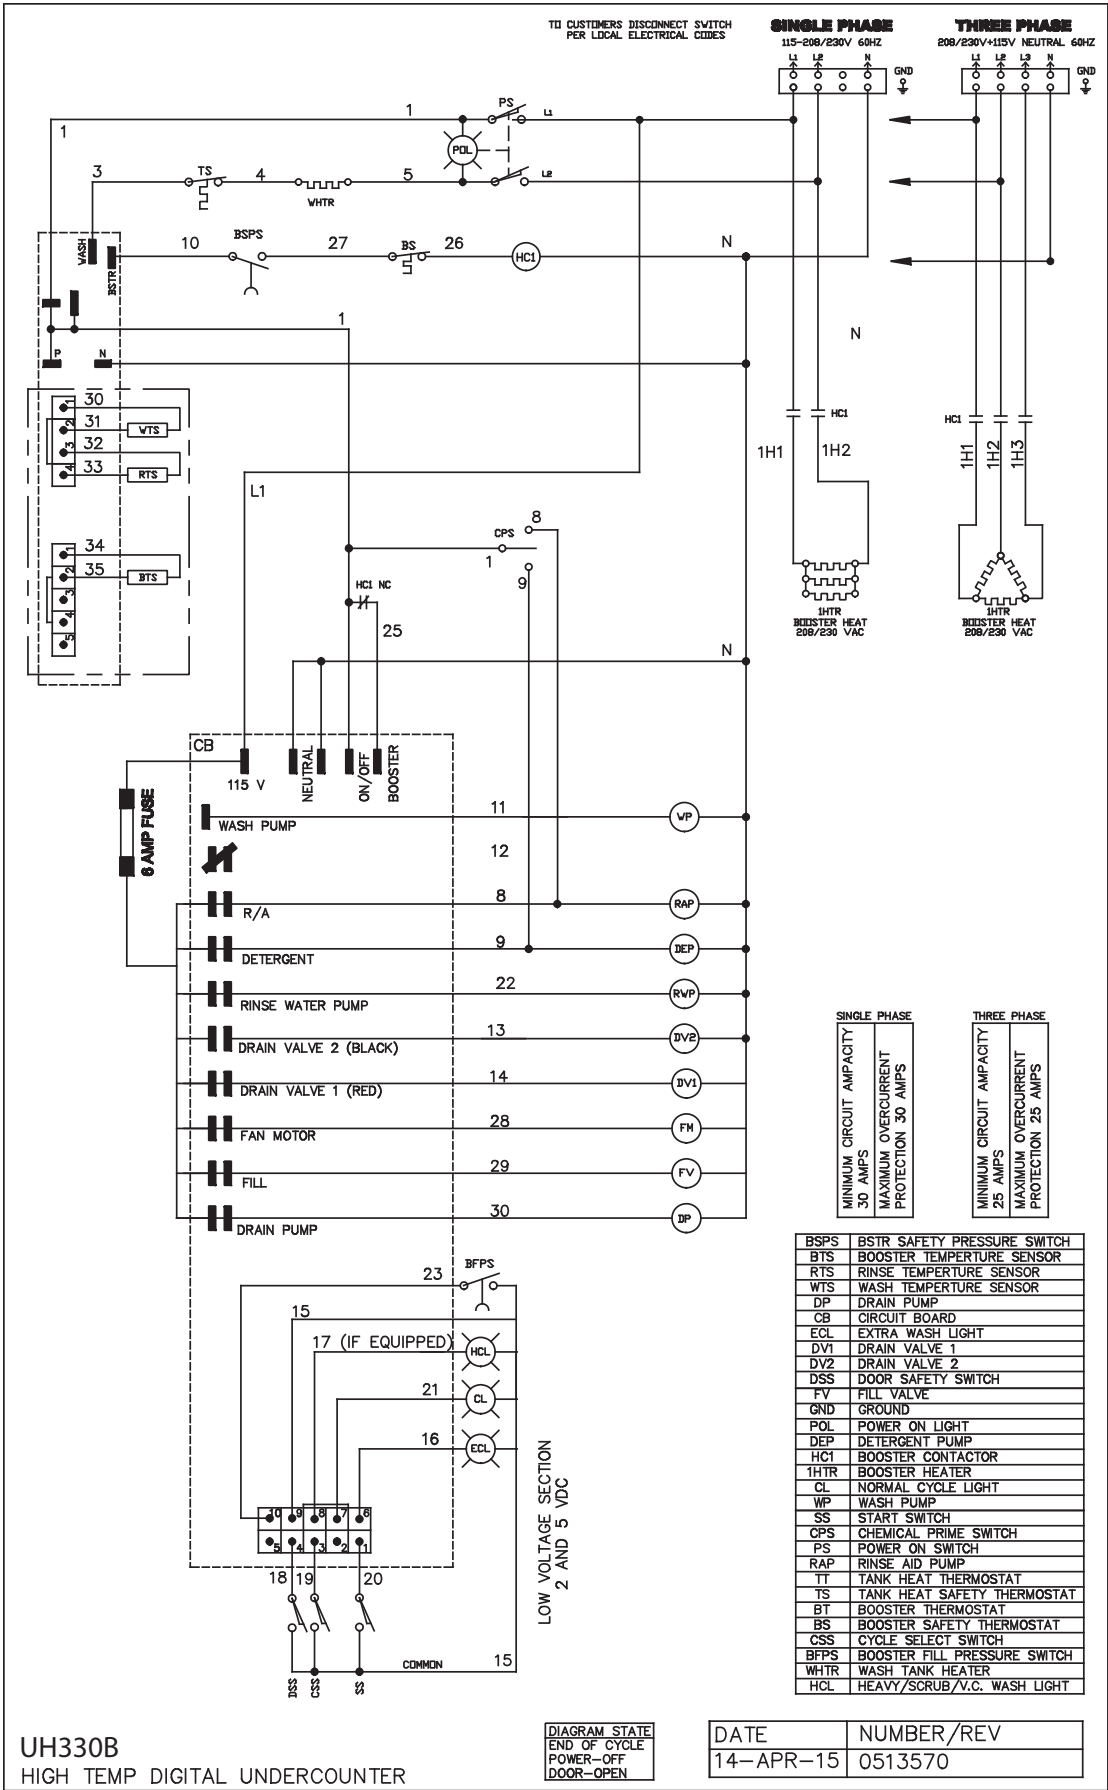 TO CUSTOMERS DISCONNECT SWITCH
PER LOCAL ELECTRICAL CODES
SINGLE PHASE
115-208/230V 60HZ
L1 L2 N
GND
THREE PHASE
208/230V+115V NEUTRAL 60HZ
L1 L2 L3 N
GND
1
1
PS
L1
POL
3
TS
4
WHTR
5
L2
WASH
BSTR
10
BSPS
27
BS
26
HC1
N
1
P
N
N
30
31
32
33
WTS
RTS
1
2
3
4
34
35
BTS
1
2
3
4
5
L1
CPS
8
1
9
HC1 NC
25
N
HC1
1H1
1H2
1HTR
BOOSTER HEAT
208/230 VAC
HC1
1H1
1H2
1H3
1HTR
BOOSTER HEAT
208/230 VAC
CB
115 V
NEUTRAL
ON/OFF
BOOSTER
6 AMP FUSE
WASH PUMP
11
WP
12
R/A
8
RAP
DETERGENT
9
DEP
RINSE WATER PUMP
22
RWP
DRAIN VALVE 2 (BLACK)
13
DV2
DRAIN VALVE 1 (RED)
14
DV1
FAN MOTOR
28
FM
FILL
29
FV
DRAIN PUMP
30
DP
23
BFPS
15
17 (IF EQUIPPED)
HCL
21
CL
16
ECL
LOW VOLTAGE SECTION
2 AND 5 VDC
10 9 8 7 6
5 4 3 2 1
18 19 20
COMMON
15
DSS
CSS
SS
SINGLE PHASE
MINIMUM CIRCUIT AMPACITY
30 AMPS
MAXIMUM OVERCURRENT
PROTECTION 30 AMPS
THREE PHASE
MINIMUM CIRCUIT AMPACITY
25 AMPS
MAXIMUM OVERCURRENT
PROTECTION 25 AMPS
BSPS BSTR SAFETY PRESSURE SWITCH
BTS BOOSTER TEMPERTURE SENSOR
RTS RINSE TEMPERTURE SENSOR
WTS WASH TEMPERTURE SENSOR
DP DRAIN PUMP
CB CIRCUIT BOARD
ECL EXTRA WASH LIGHT
DV1 DRAIN VALVE 1
DV2 DRAIN VALVE 2
DSS DOOR SAFETY SWITCH
FV FILL VALVE
GND GROUND
POL POWER ON LIGHT
DEP DETERGENT PUMP
HC1 BOOSTER CONTACTOR
1HTR BOOSTER HEATER
CL NORMAL CYCLE LIGHT
WP WASH PUMP
SS START SWITCH
CPS CHEMICAL PRIME SWITCH
PS POWER ON SWITCH
RAP RINSE AID PUMP
TT TANK HEAT THERMOSTAT
TS TANK HEAT SAFETY THERMOSTAT
BT BOOSTER THERMOSTAT
BS BOOSTER SAFETY THERMOSTAT
CSS CYCLE SELECT SWITCH
BFPS BOOSTER FILL PRESSURE SWITCH
WHTR WASH TANK HEATER
HCL HEAVY/SCRUB/V.C. WASH LIGHT
UH330B
HIGH TEMP DIGITAL UNDERCOUNTER
DIAGRAM STATE
END OF CYCLE
POWER-OFF
DOOR-OPEN
DATE NUMBER/REV
14-APR-15 0513570